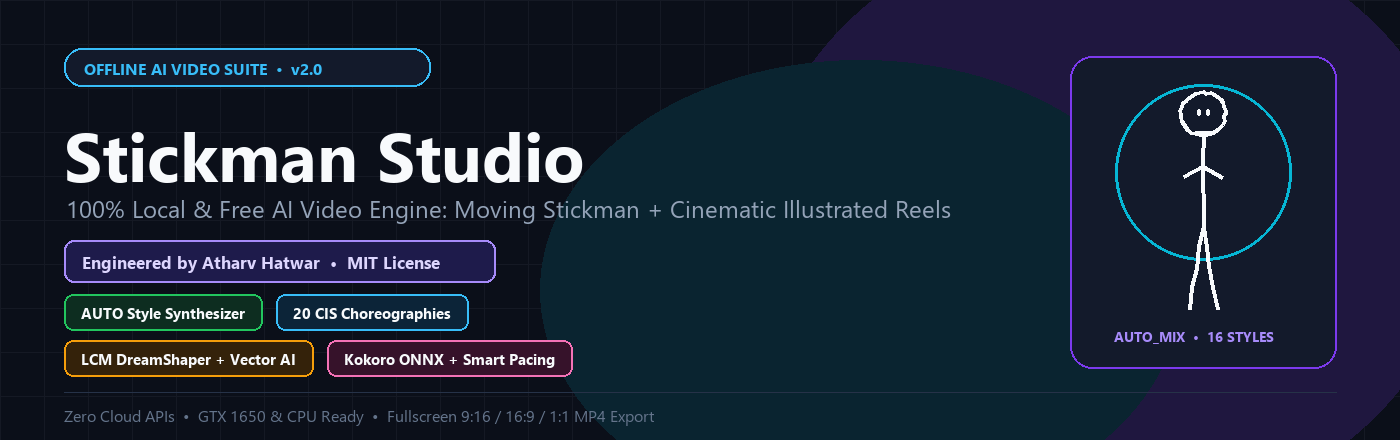 OFFLINE AI VIDEO SUITE • v2.0
Stickman Studio
100% Local & Free AI Video Engine: Moving Stickman + Cinematic Illustrated Reels
Engineered by Atharv Hatwar • MIT License
AUTO Style Synthesizer
20 CIS Choreographies
LCM DreamShaper + Vector AI
Kokoro ONNX + Smart Pacing
AUTO_MIX • 16 STYLES
Zero Cloud APIs • GTX 1650 & CPU Ready • Fullscreen 9:16 / 16:9 / 1:1 MP4 Export